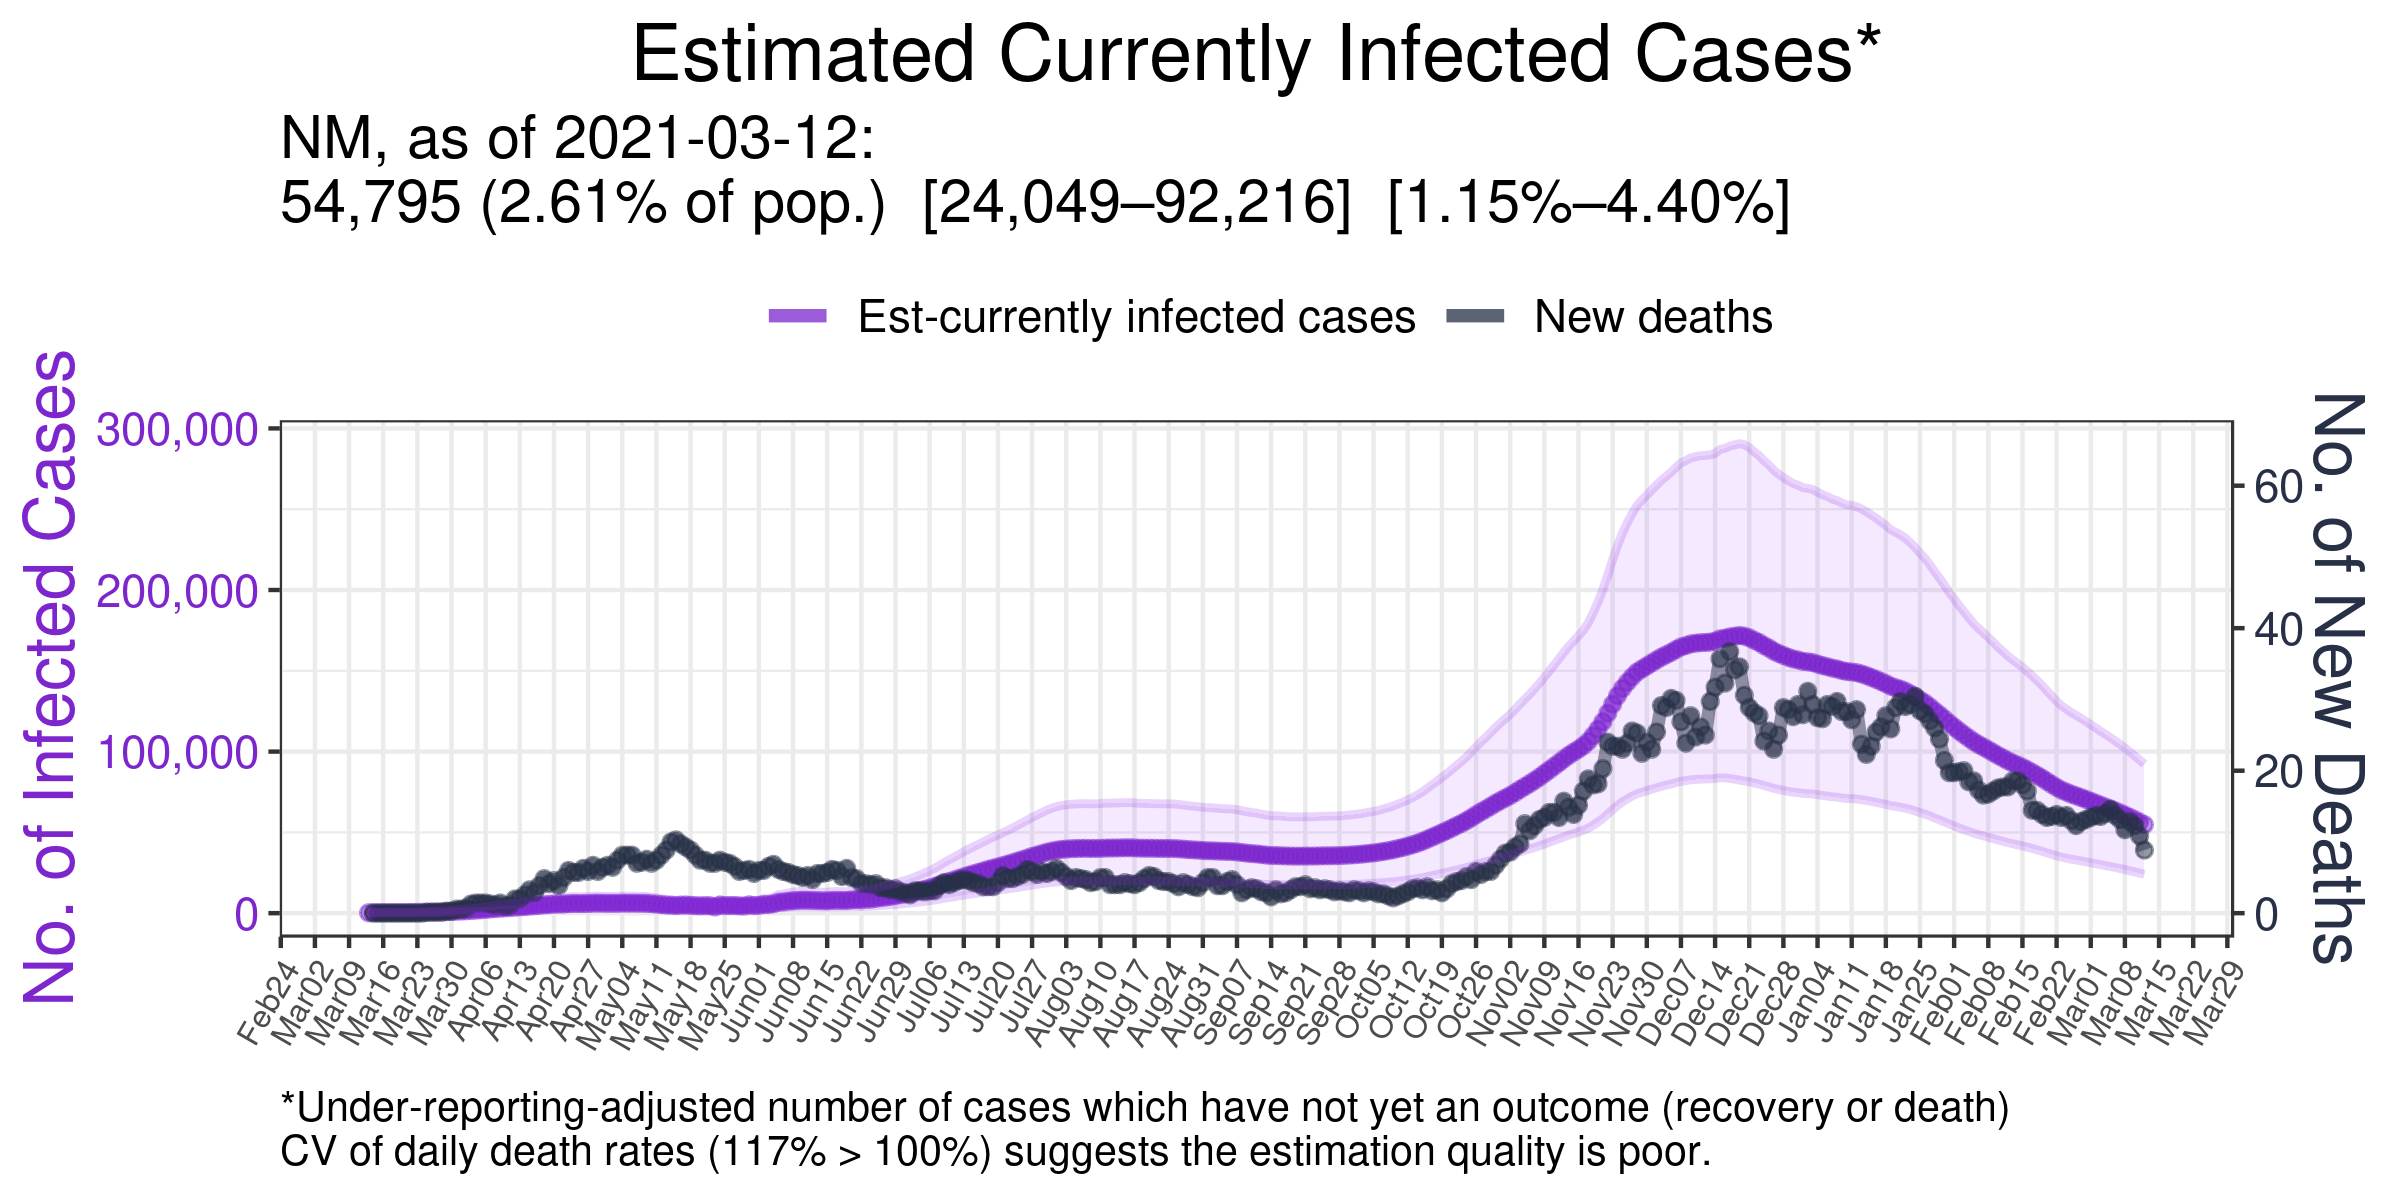 Estimated Currently Infected Cases*
NM, as of 2021-03-12:
54,795 (2.61% of pop.)  [24,049–92,216]  [1.15%–4.40%]
Est-currently infected cases
New deaths
No. of Infected Cases
300,000
200,000
100,000
0
No. of New Deaths
60
40
20
0
Feb24
Mar02
Mar09
Mar16
Mar23
Mar30
Apr06
Apr13
Apr20
Apr27
May04
May11
May18
May25
Jun01
Jun08
Jun15
Jun22
Jun29
Jul06
Jul13
Jul20
Jul27
Aug03
Aug10
Aug17
Aug24
Aug31
Sep07
Sep14
Sep21
Sep28
Oct05
Oct12
Oct19
Oct26
Nov02
Nov09
Nov16
Nov23
Nov30
Dec07
Dec14
Dec21
Dec28
Jan04
Jan11
Jan18
Jan25
Feb01
Feb08
Feb15
Feb22
Mar01
Mar08
Mar15
Mar22
Mar29
*Under-reporting-adjusted number of cases which have not yet an outcome (recovery or death)
CV of daily death rates (117% > 100%) suggests the estimation quality is poor.